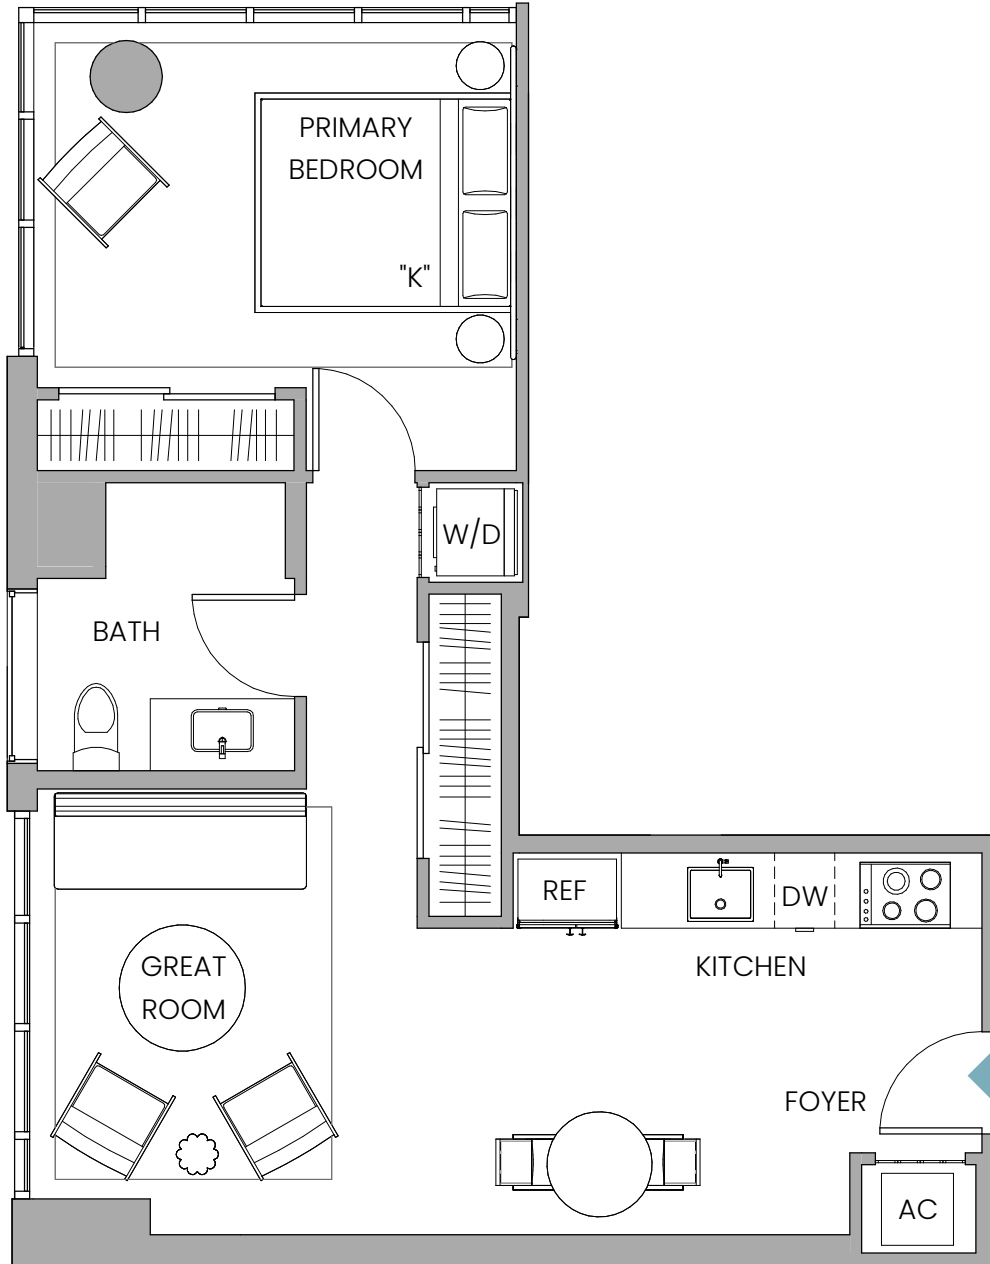 PRIMARY
BEDROOM
"K"
W/D
BATH
REF
DW
KITCHEN
GREAT
ROOM
FOYER
AC